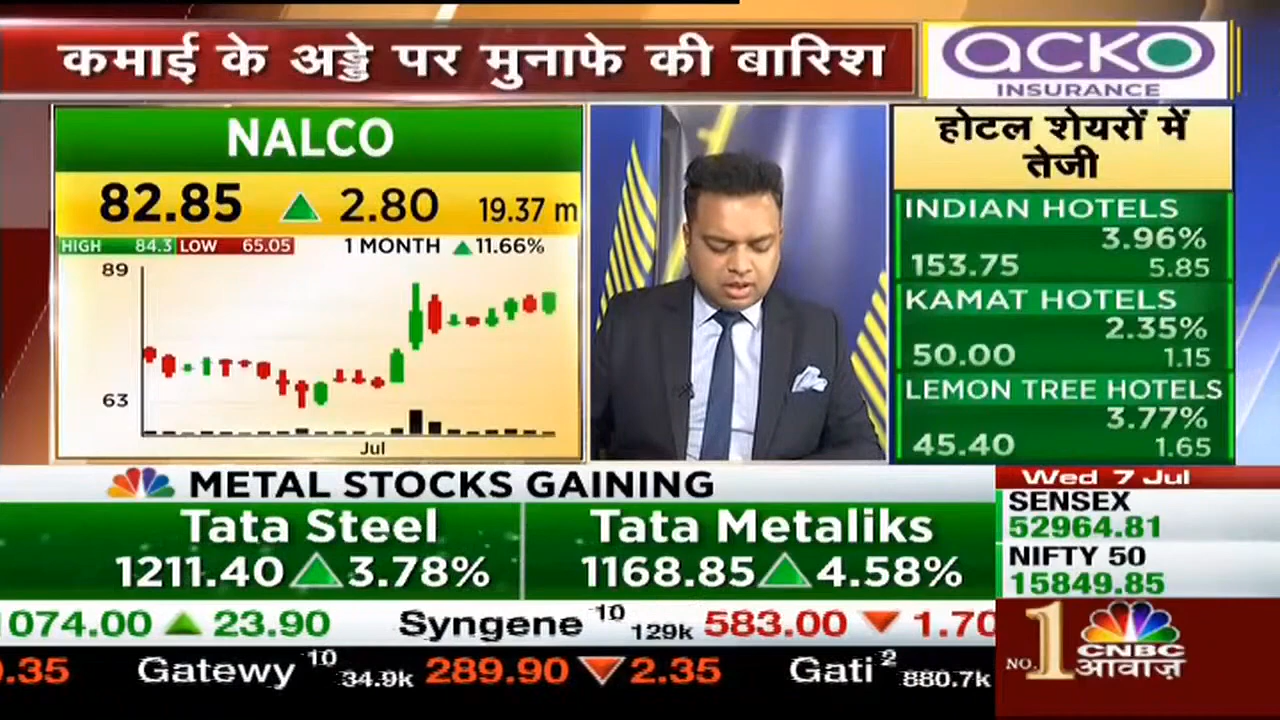 कमाई के अड्डे पर मुनाफे की बारिश
ACKO
INSURANCE
NALCO
82.85 ▲ 2.80 19.37 m
HIGH 84.3 LOW 65.05 1 MONTH ▲ 11.66%
89
63
Jul
होटल शेयरों में
तेजी
INDIAN HOTELS
3.96%
153.75 5.85
KAMAT HOTELS
2.35%
50.00 1.15
LEMON TREE HOTELS
3.77%
45.40 1.65
METAL STOCKS GAINING
Tata Steel
1211.40 ▲ 3.78%
Tata Metaliks
1168.85 ▲ 4.58%
Wed 7 Jul
SENSEX
52964.81
NIFTY 50
15849.85
1074.00 ▲ 23.90 Syngene 10 129k 583.00 ▼ 1.70
0.35 Gatewy 10 34.9k 289.90 ▼ 2.35 Gati 2 880.7k
NO. 1 CNBC
आवाज़